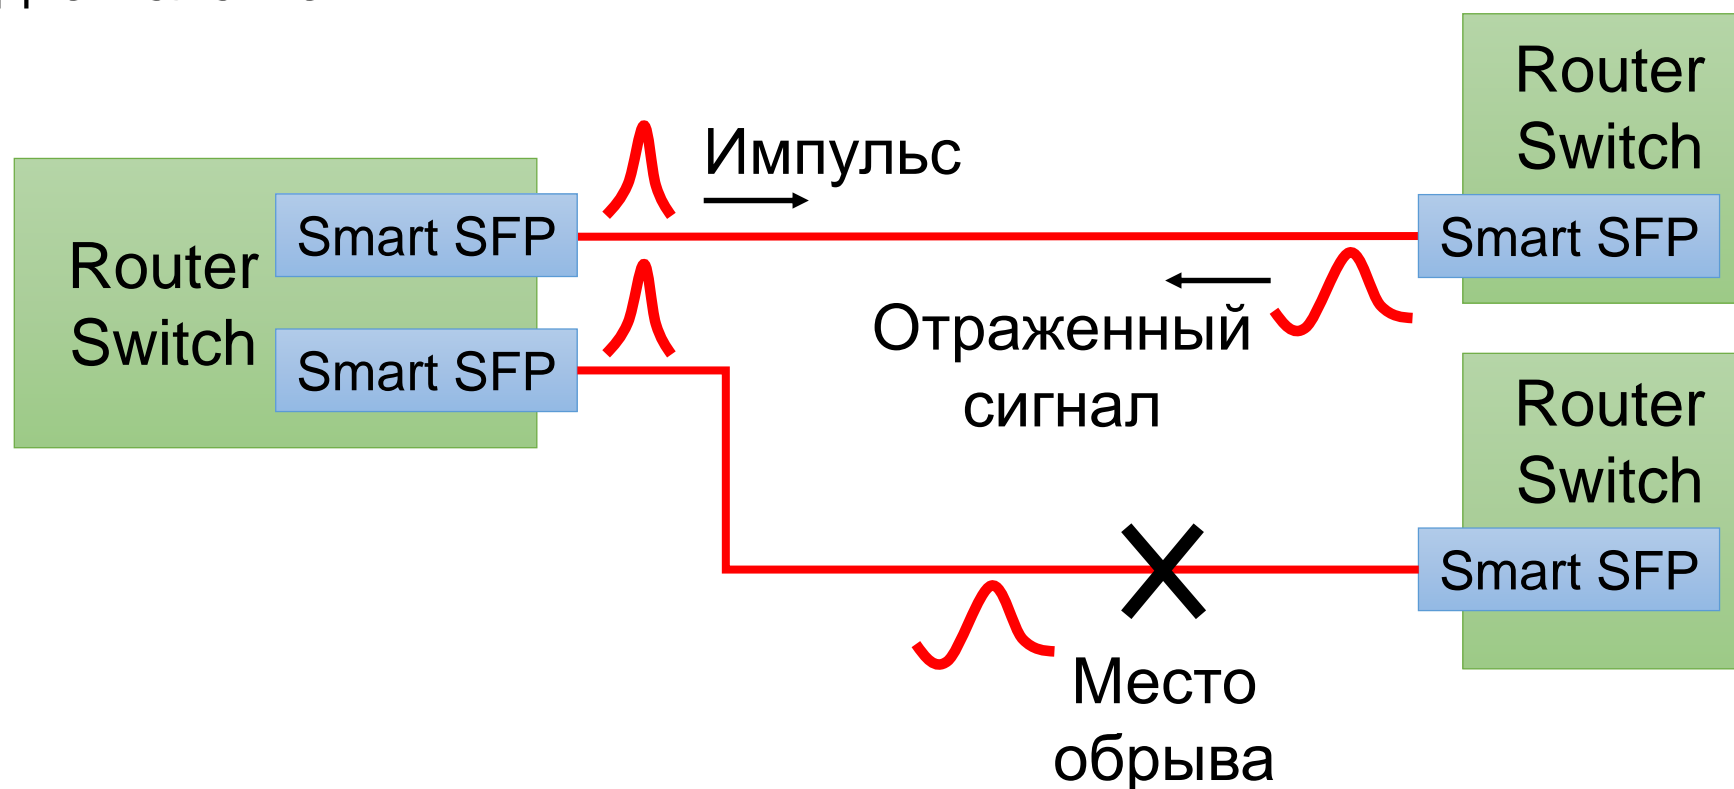 Router
Switch
Импульс
Smart SFP
Smart SFP
Router
Switch
Отраженный
сигнал
Smart SFP
Router
Switch
Smart SFP
Место
обрыва